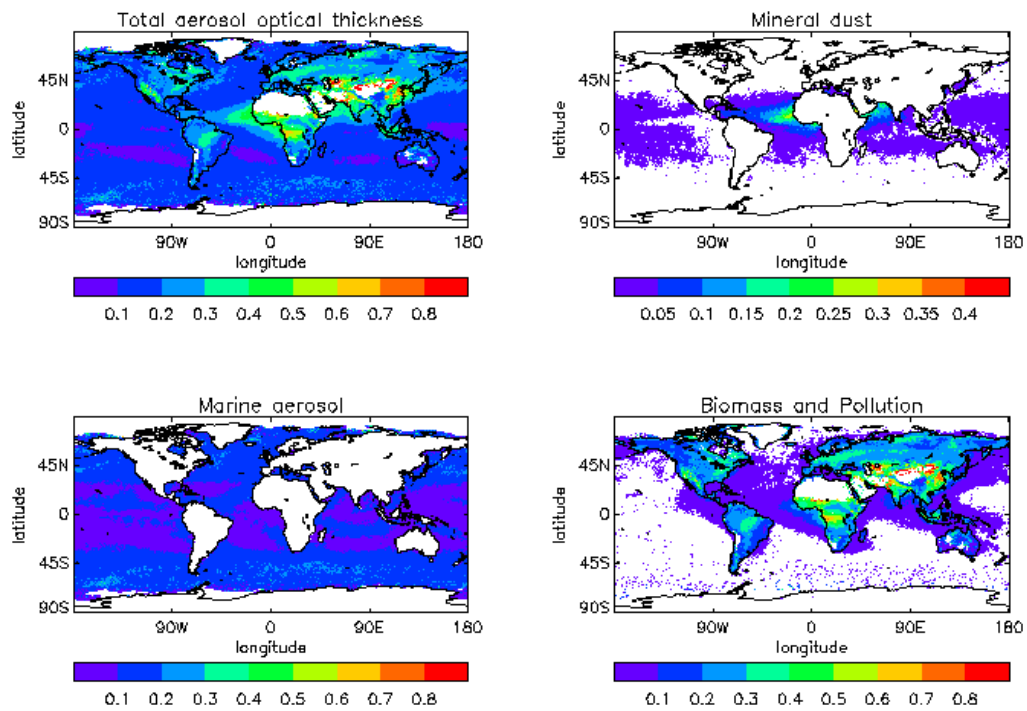 Total aerosol optical thickness
latitude
45N
0
45S
90S
90W 0 90E 180
longitude
0.1 0.2 0.3 0.4 0.5 0.6 0.7 0.8
Mineral dust
latitude
45N
0
45S
90S
90W 0 90E 180
longitude
0.05 0.1 0.15 0.2 0.25 0.3 0.35 0.4
Marine aerosol
latitude
45N
0
45S
90S
90W 0 90E 180
longitude
0.1 0.2 0.3 0.4 0.5 0.6 0.7 0.8
Biomass and Pollution
latitude
45N
0
45S
90S
90W 0 90E 180
longitude
0.1 0.2 0.3 0.4 0.5 0.6 0.7 0.8